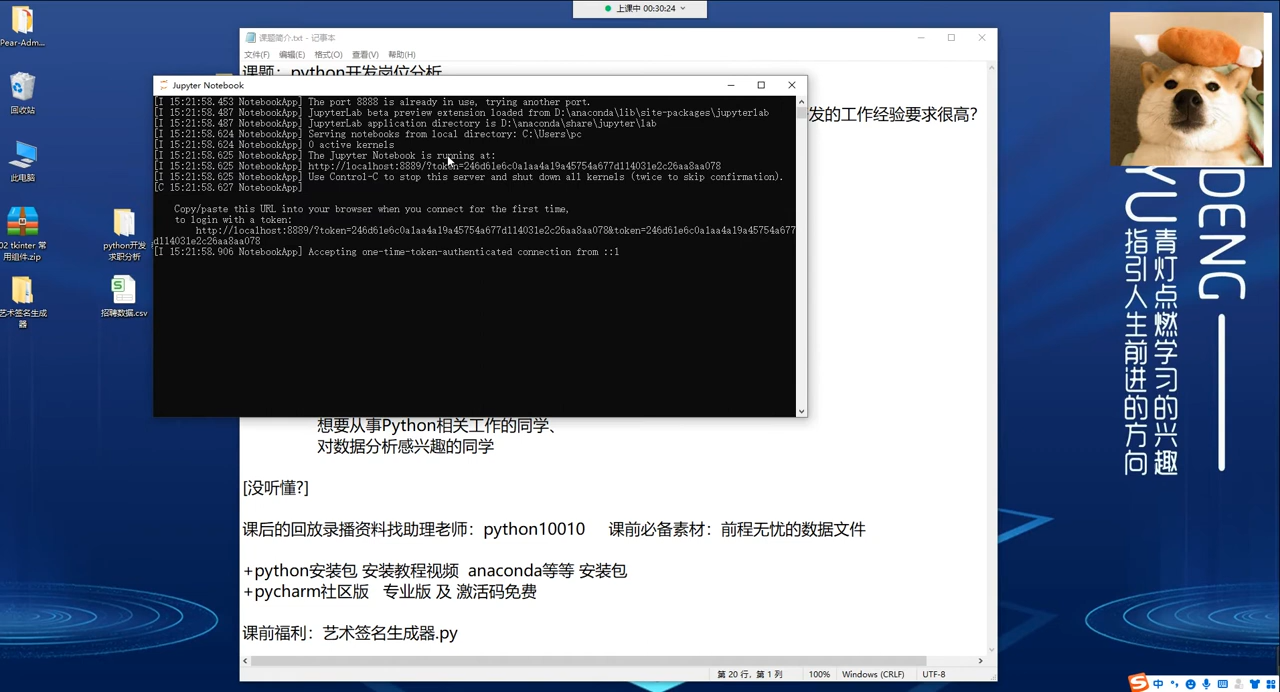 上课中 00:30:24
Pear-Adm...
回收站
此电脑
02 tkinter 常
用组件.zip
艺术签名生成
器
python开发
求职分析
招聘数据.csv
课题简介.txt - 记事本
文件(F) 编辑(E) 格式(O) 查看(V) 帮助(H)
课题：python开发岗位分析
发的工作经验要求很高?
Jupyter Notebook
[I 15:21:58.453 NotebookApp] The port 8888 is already in use, trying another port.
[I 15:21:58.487 NotebookApp] JupyterLab beta preview extension loaded from D:\anaconda\lib\site-packages\jupyterlab
[I 15:21:58.487 NotebookApp] JupyterLab application directory is D:\anaconda\share\jupyter\lab
[I 15:21:58.624 NotebookApp] Serving notebooks from local directory: C:\Users\pc
[I 15:21:58.624 NotebookApp] 0 active kernels
[I 15:21:58.625 NotebookApp] The Jupyter Notebook is running at:
[I 15:21:58.625 NotebookApp] http://localhost:8889/?token=246d61e6c0a1aa4a19a45754a677d114031e2c26aa8aa078
[I 15:21:58.625 NotebookApp] Use Control-C to stop this server and shut down all kernels (twice to skip confirmation).
[C 15:21:58.627 NotebookApp]
Copy/paste this URL into your browser when you connect for the first time,
to login with a token:
http://localhost:8889/?token=246d61e6c0a1aa4a19a45754a677d114031e2c26aa8aa078&token=246d61e6c0a1aa4a19a45754a677
d114031e2c26aa8aa078
[I 15:21:58.906 NotebookApp] Accepting one-time-token-authenticated connection from ::1
想要从事Python相关工作的同学、
对数据分析感兴趣的同学
[没听懂?]
课后的回放录播资料找助理老师：python10010 课前必备素材：前程无忧的数据文件
+python安装包 安装教程视频 anaconda等等 安装包
+pycharm社区版 专业版 及 激活码免费
课前福利：艺术签名生成器.py
第 20 行，第 1 列 100% Windows (CRLF) UTF-8
DENG
YU
青灯点燃学习的兴趣
指引人生前进的方向
中